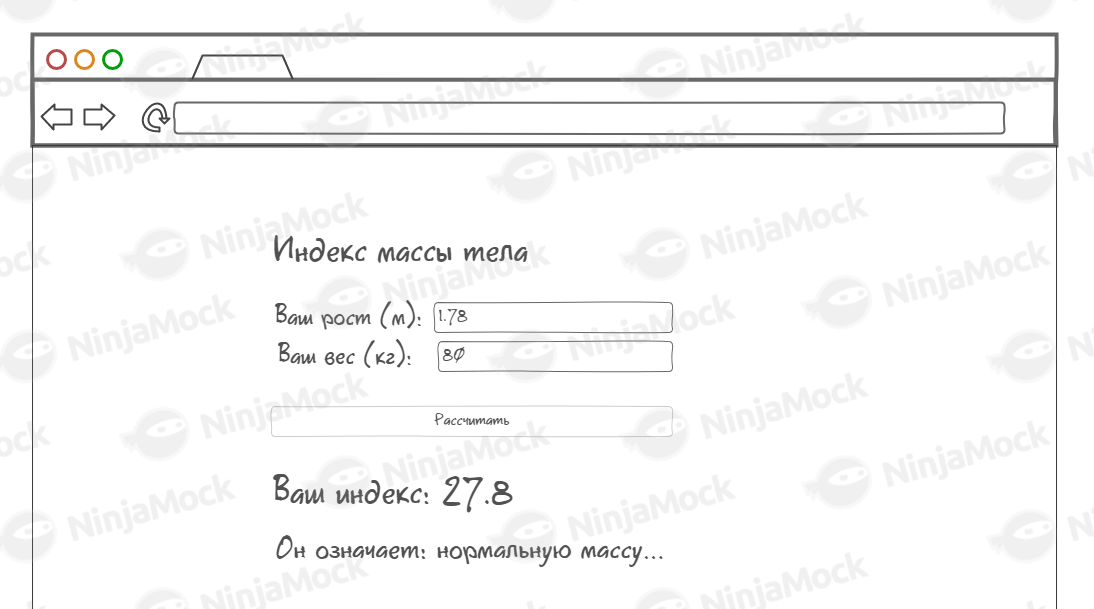 Индекс массы тела
Ваш рост (м): 1.78
Ваш вес (кг): 80
Рассчитать
Ваш индекс: 27.8
Он означает: нормальную массу...
NinjaMock